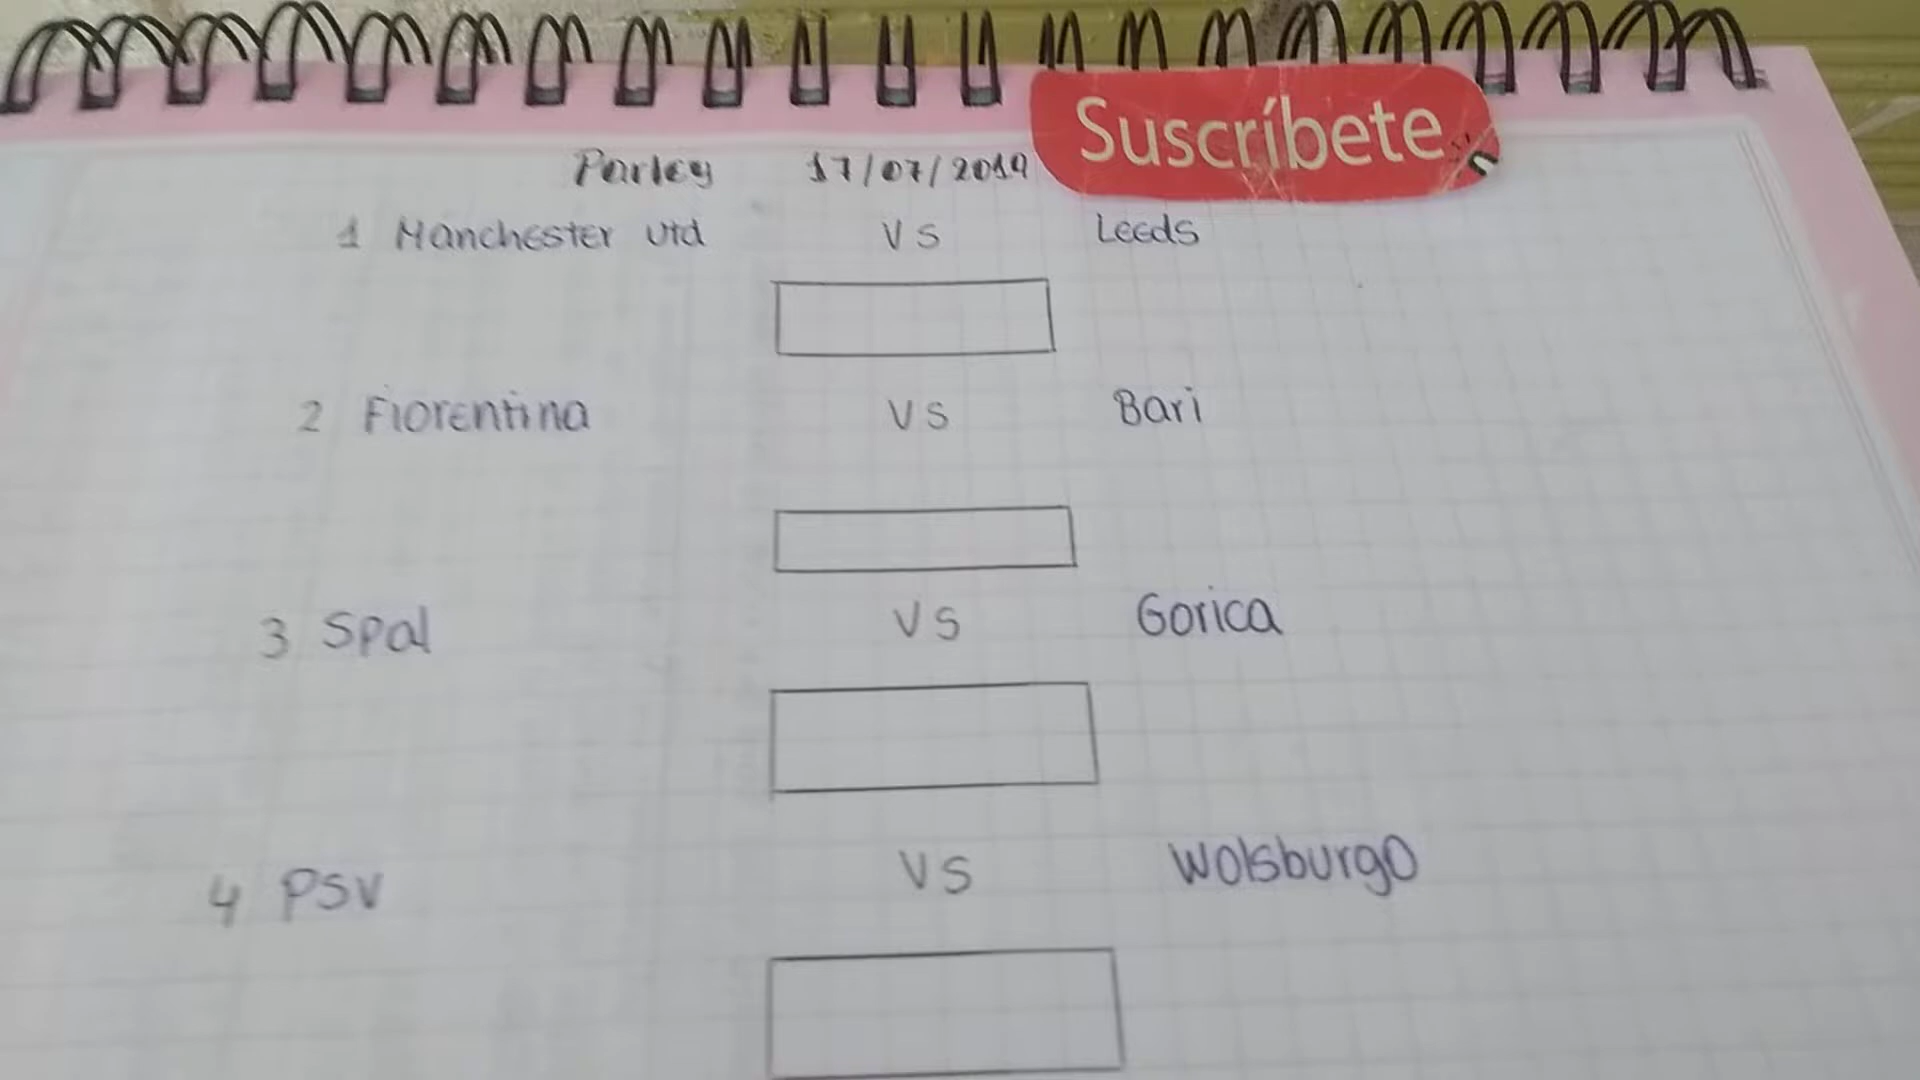 Parley 17/07/2019 Suscríbete
1 Manchester utd VS Leeds
2 Fiorentina VS Bari
3 Spal VS Gorica
4 PSV VS Wolsburgo